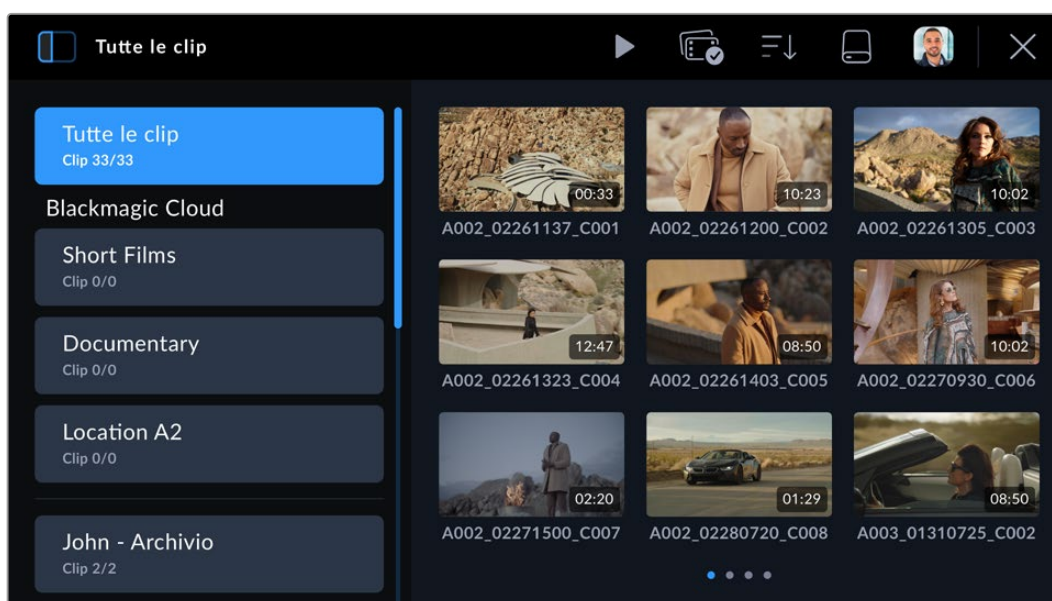 Tutte le clip
Tutte le clip
Clip 33/33
Blackmagic Cloud
Short Films
Clip 0/0
Documentary
Clip 0/0
Location A2
Clip 0/0
John - Archivio
Clip 2/2
00:33
10:23
10:02
A002_02261137_C001
A002_02261200_C002
A002_02261305_C003
12:47
08:50
10:02
A002_02261323_C004
A002_02261403_C005
A002_02270930_C006
02:20
01:29
08:50
A002_02271500_C007
A002_02280720_C008
A003_01310725_C002